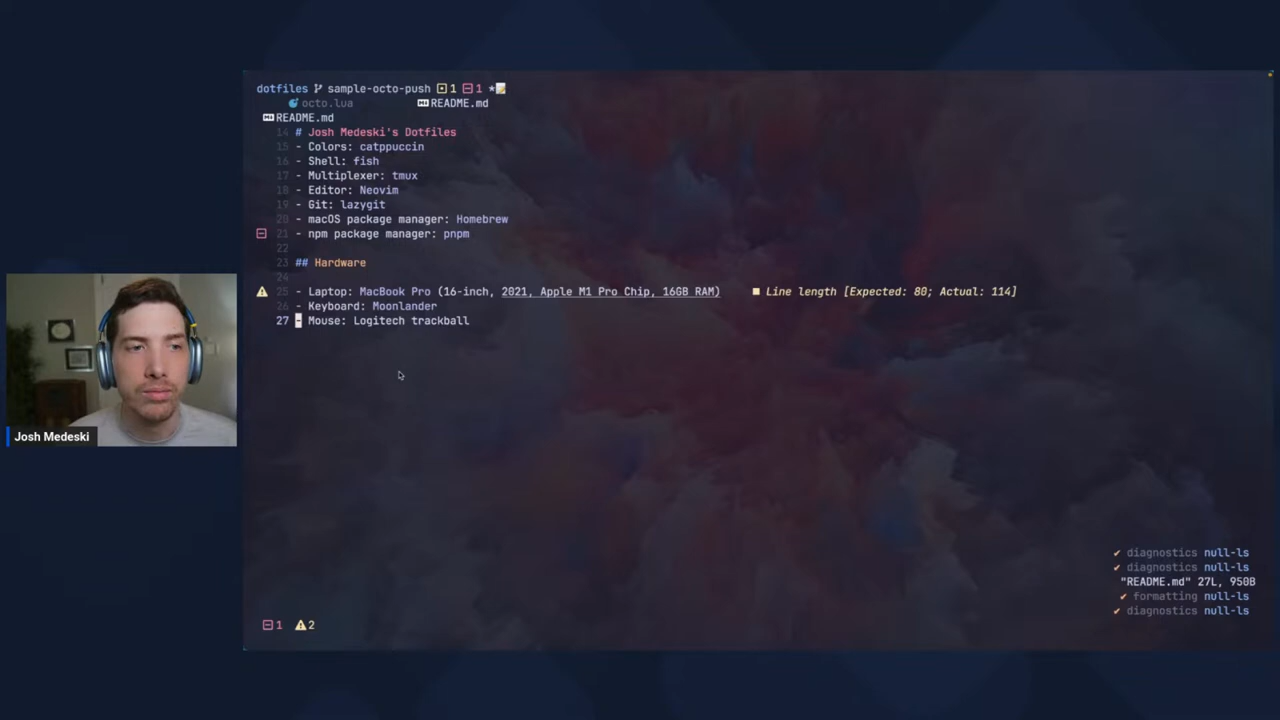 dotfiles sample-octo-push 1 1 ★
octo.lua README.md
README.md
14 # Josh Medeski's Dotfiles
15 - Colors: catppuccin
16 - Shell: fish
17 - Multiplexer: tmux
18 - Editor: Neovim
19 - Git: lazygit
20 - macOS package manager: Homebrew
21 - npm package manager: pnpm
22
23 ## Hardware
24
25 - Laptop: MacBook Pro (16-inch, 2021, Apple M1 Pro Chip, 16GB RAM) ■ Line length [Expected: 80; Actual: 114]
26 - Keyboard: Moonlander
27 - Mouse: Logitech trackball
Josh Medeski
✔ diagnostics null-ls
✔ diagnostics null-ls
"README.md" 27L, 950B
✔ formatting null-ls
✔ diagnostics null-ls
1 2